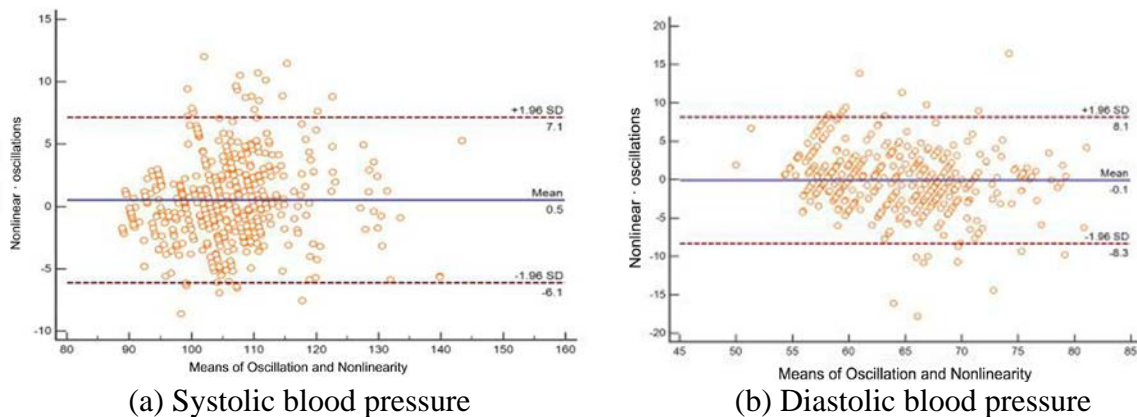 15
10
5
0
-5
-10
80 90 100 110 120 130 140 150 160
Nonlinear · oscillations
Means of Oscillation and Nonlinearity
+1.96 SD
7.1
Mean
0.5
-1.96 SD
-6.1
(a) Systolic blood pressure
20
15
10
5
0
-5
-10
-15
-20
45 50 55 60 65 70 75 80 85
Nonlinear · oscillations
Means of Oscillation and Nonlinearity
+1.96 SD
8.1
Mean
-0.1
-1.96 SD
-8.3
(b) Diastolic blood pressure